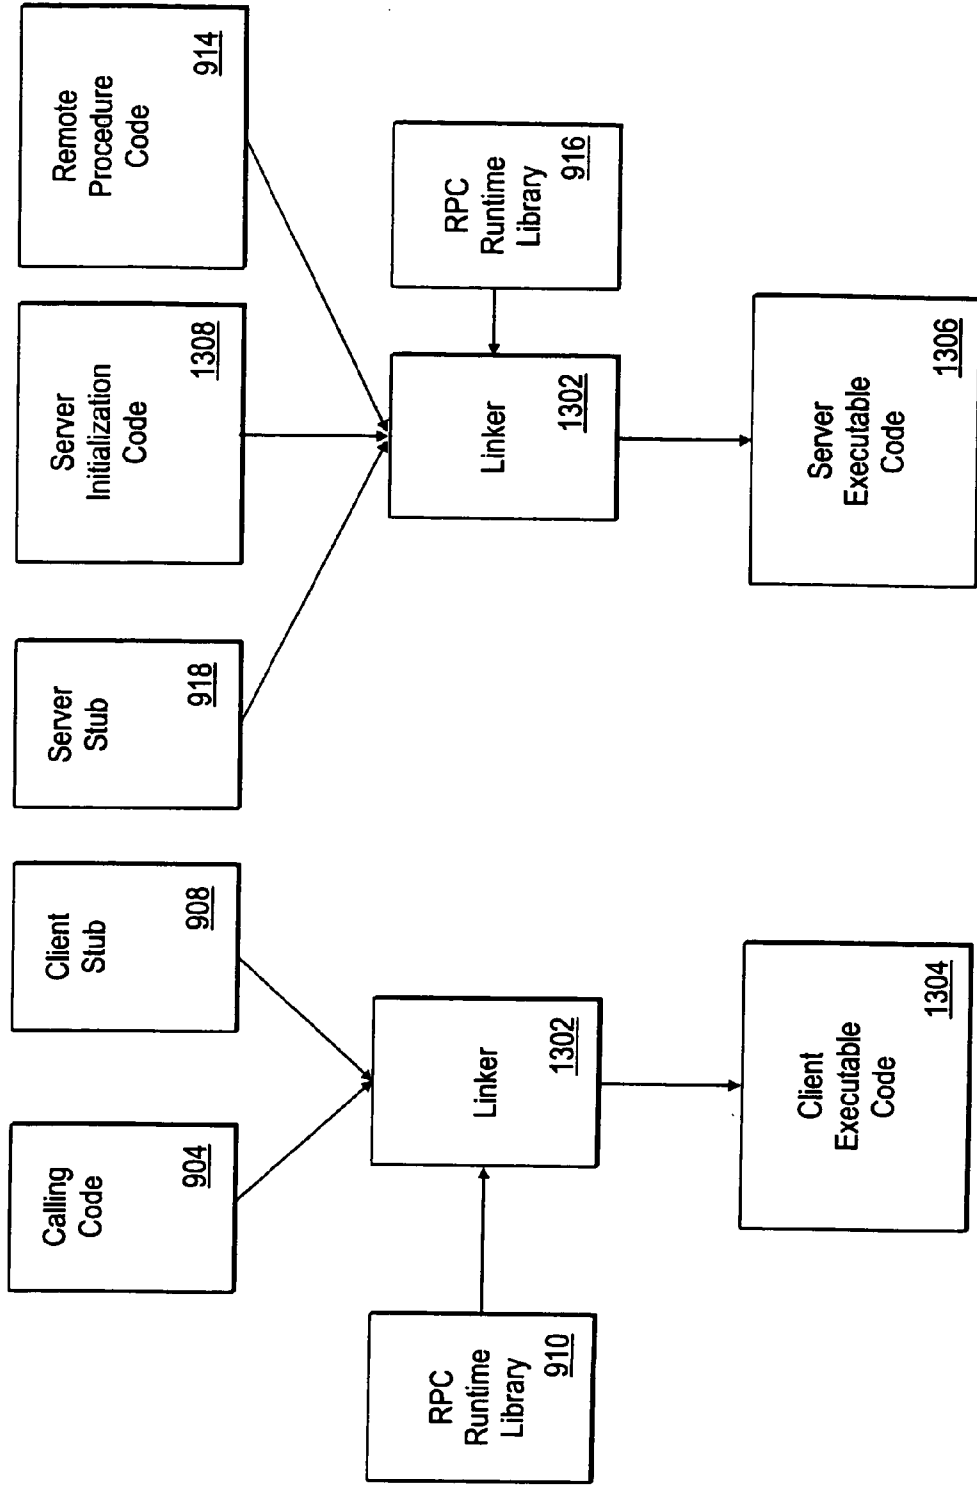 Calling
Code
904
Client
Stub
908
Server
Stub
918
Server
Initialization
Code
1308
Remote
Procedure
Code
914
RPC
Runtime
Library
910
Linker
1302
Linker
1302
RPC
Runtime
Library
916
Client
Executable
Code
1304
Server
Executable
Code
1306